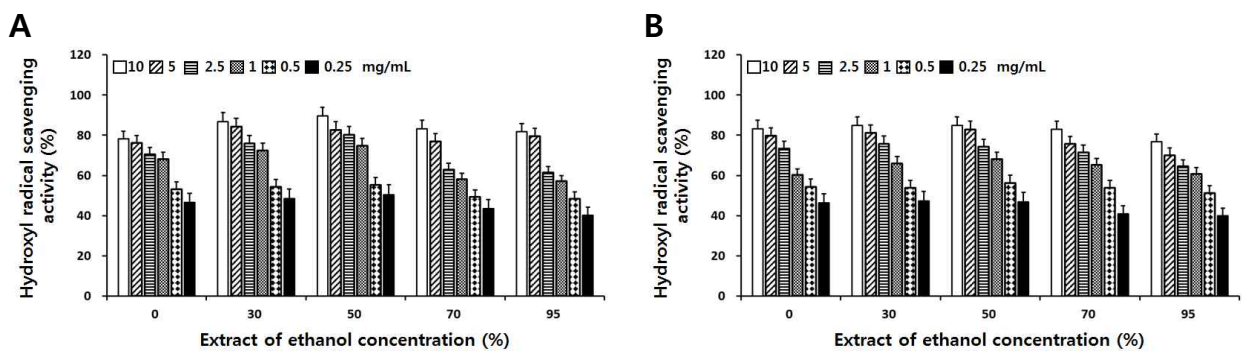 A
Hydroxyl radical scavenging
activity (%)
120
100
80
60
40
20
0
10 5 2.5 1 0.5 0.25 mg/mL
0 30 50 70 95
Extract of ethanol concentration (%)
B
Hydroxyl radical scavenging
activity (%)
120
100
80
60
40
20
0
10 5 2.5 1 0.5 0.25 mg/mL
0 30 50 70 95
Extract of ethanol concentration (%)